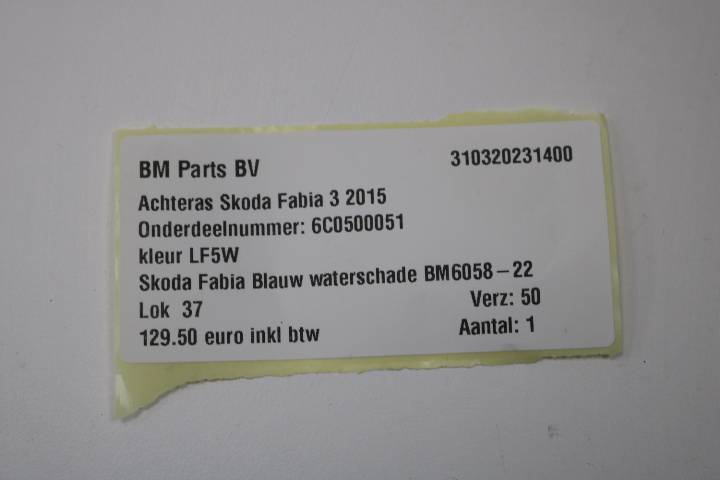 BM Parts BV 310320231400
Achteras Skoda Fabia 3 2015
Onderdeelnummer: 6C0500051
kleur LF5W
Skoda Fabia Blauw waterschade BM6058-22
Lok 37 Verz: 50
129.50 euro inkl btw Aantal: 1